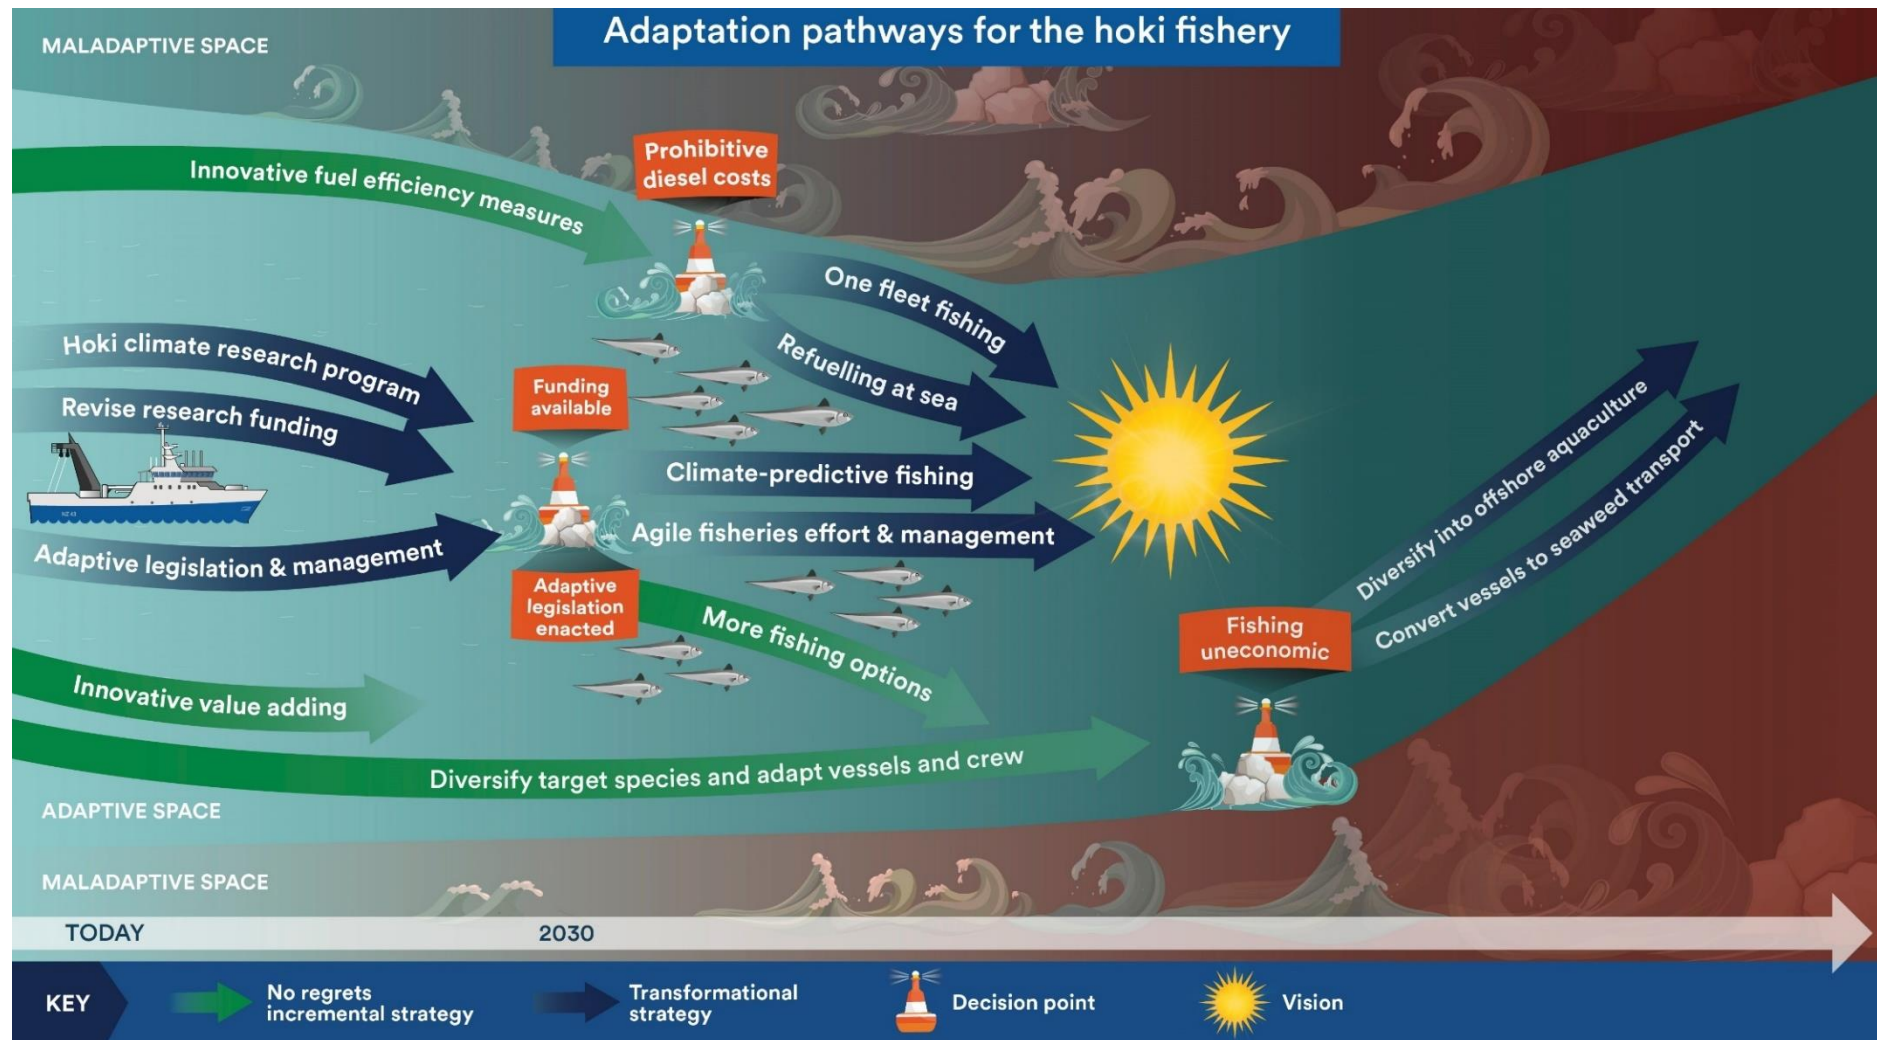 Adaptation pathways for the hoki fishery
MALADAPTIVE SPACE
Prohibitive
diesel costs
Innovative fuel efficiency measures
One fleet fishing
Refuelling at sea
Hoki climate research program
Revise research funding
Funding
available
Climate-predictive fishing
Agile fisheries effort & management
Adaptive legislation & management
Adaptive
legislation
enacted
More fishing options
Diversify into offshore aquaculture
Convert vessels to seaweed transport
Fishing
uneconomic
Innovative value adding
Diversify target species and adapt vessels and crew
ADAPTIVE SPACE
MALADAPTIVE SPACE
TODAY
2030
KEY
No regrets
incremental strategy
Transformational
strategy
Decision point
Vision